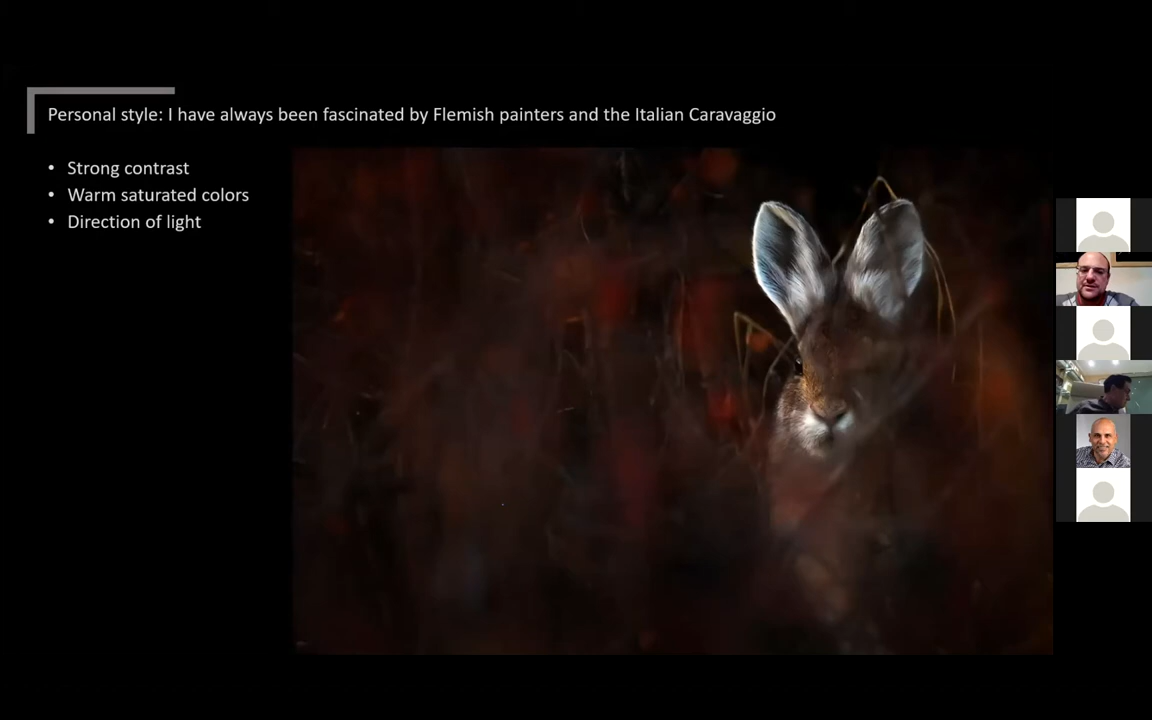 Personal style: I have always been fascinated by Flemish painters and the Italian Caravaggio
• Strong contrast
• Warm saturated colors
• Direction of light